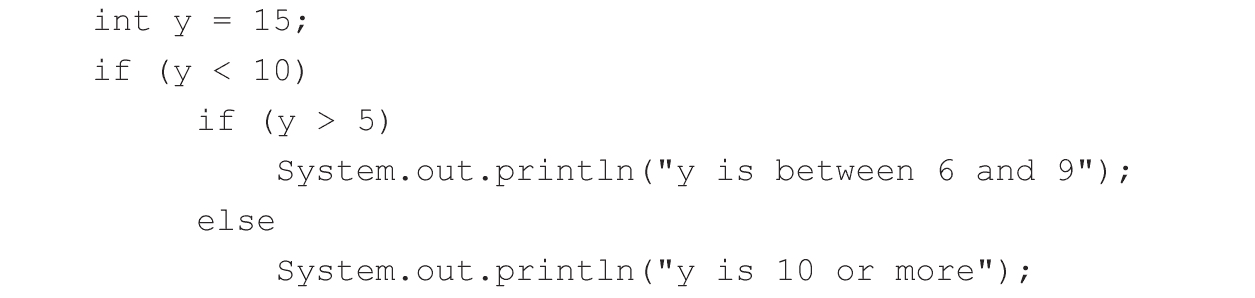 int y = 15;
if (y < 10)
if (y > 5)
System.out.println("y is between 6 and 9");
else
System.out.println("y is 10 or more");